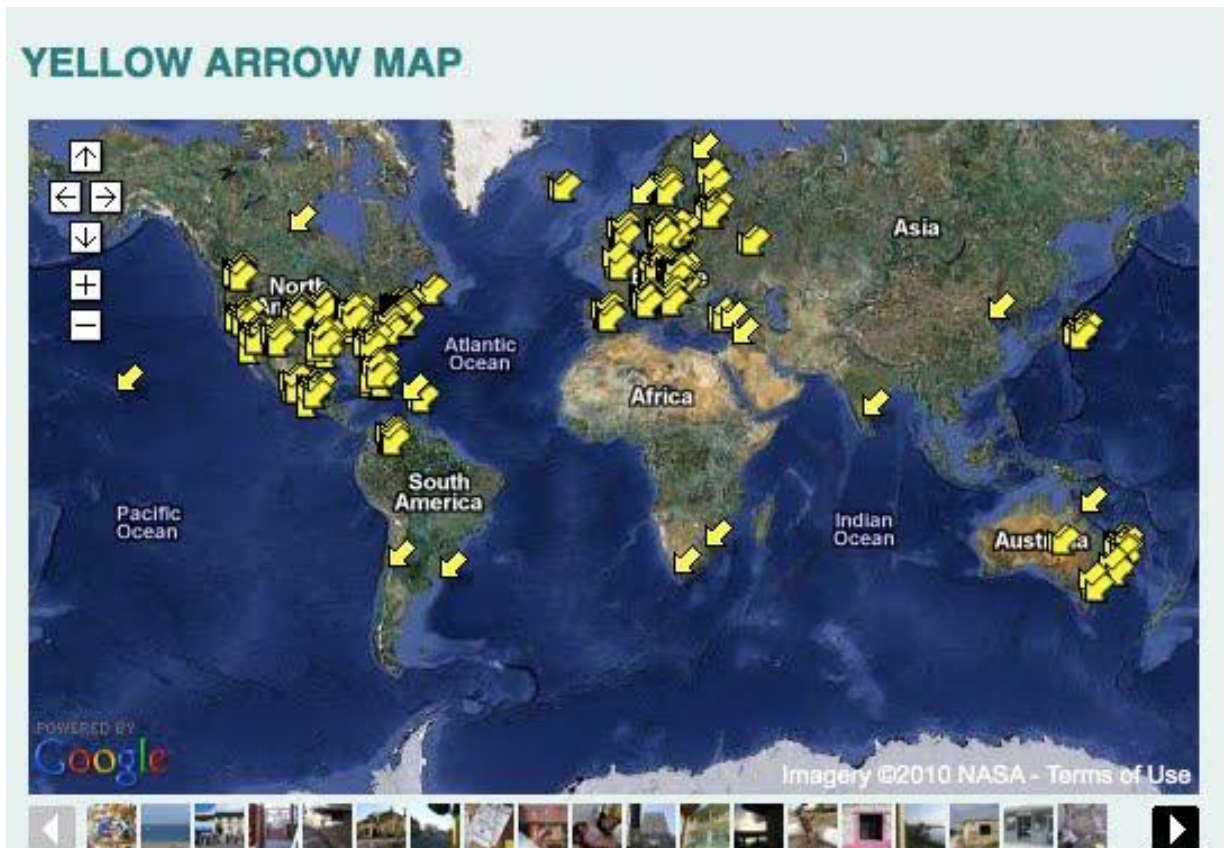 YELLOW ARROW MAP
Asia
North
Atlantic
Ocean
Africa
South
America
Pacific
Ocean
Indian
Ocean
POWERED BY
Google
Imagery ©2010 NASA - Terms of Use